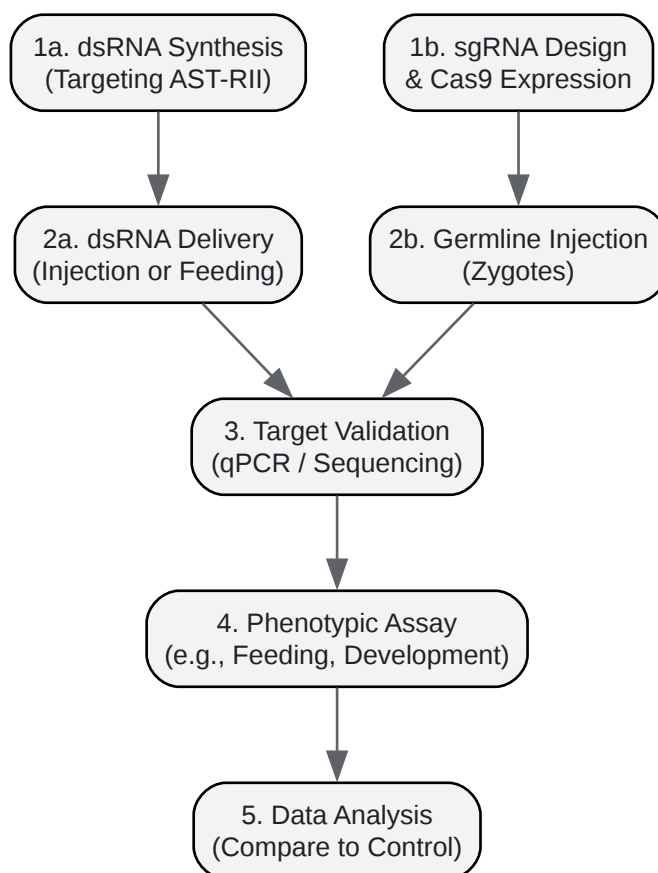 1a. dsRNA Synthesis
(Targeting AST-RII)
1b. sgRNA Design
& Cas9 Expression
2a. dsRNA Delivery
(Injection or Feeding)
2b. Germline Injection
(Zygotes)
3. Target Validation
(qPCR / Sequencing)
4. Phenotypic Assay
(e.g., Feeding, Development)
5. Data Analysis
(Compare to Control)